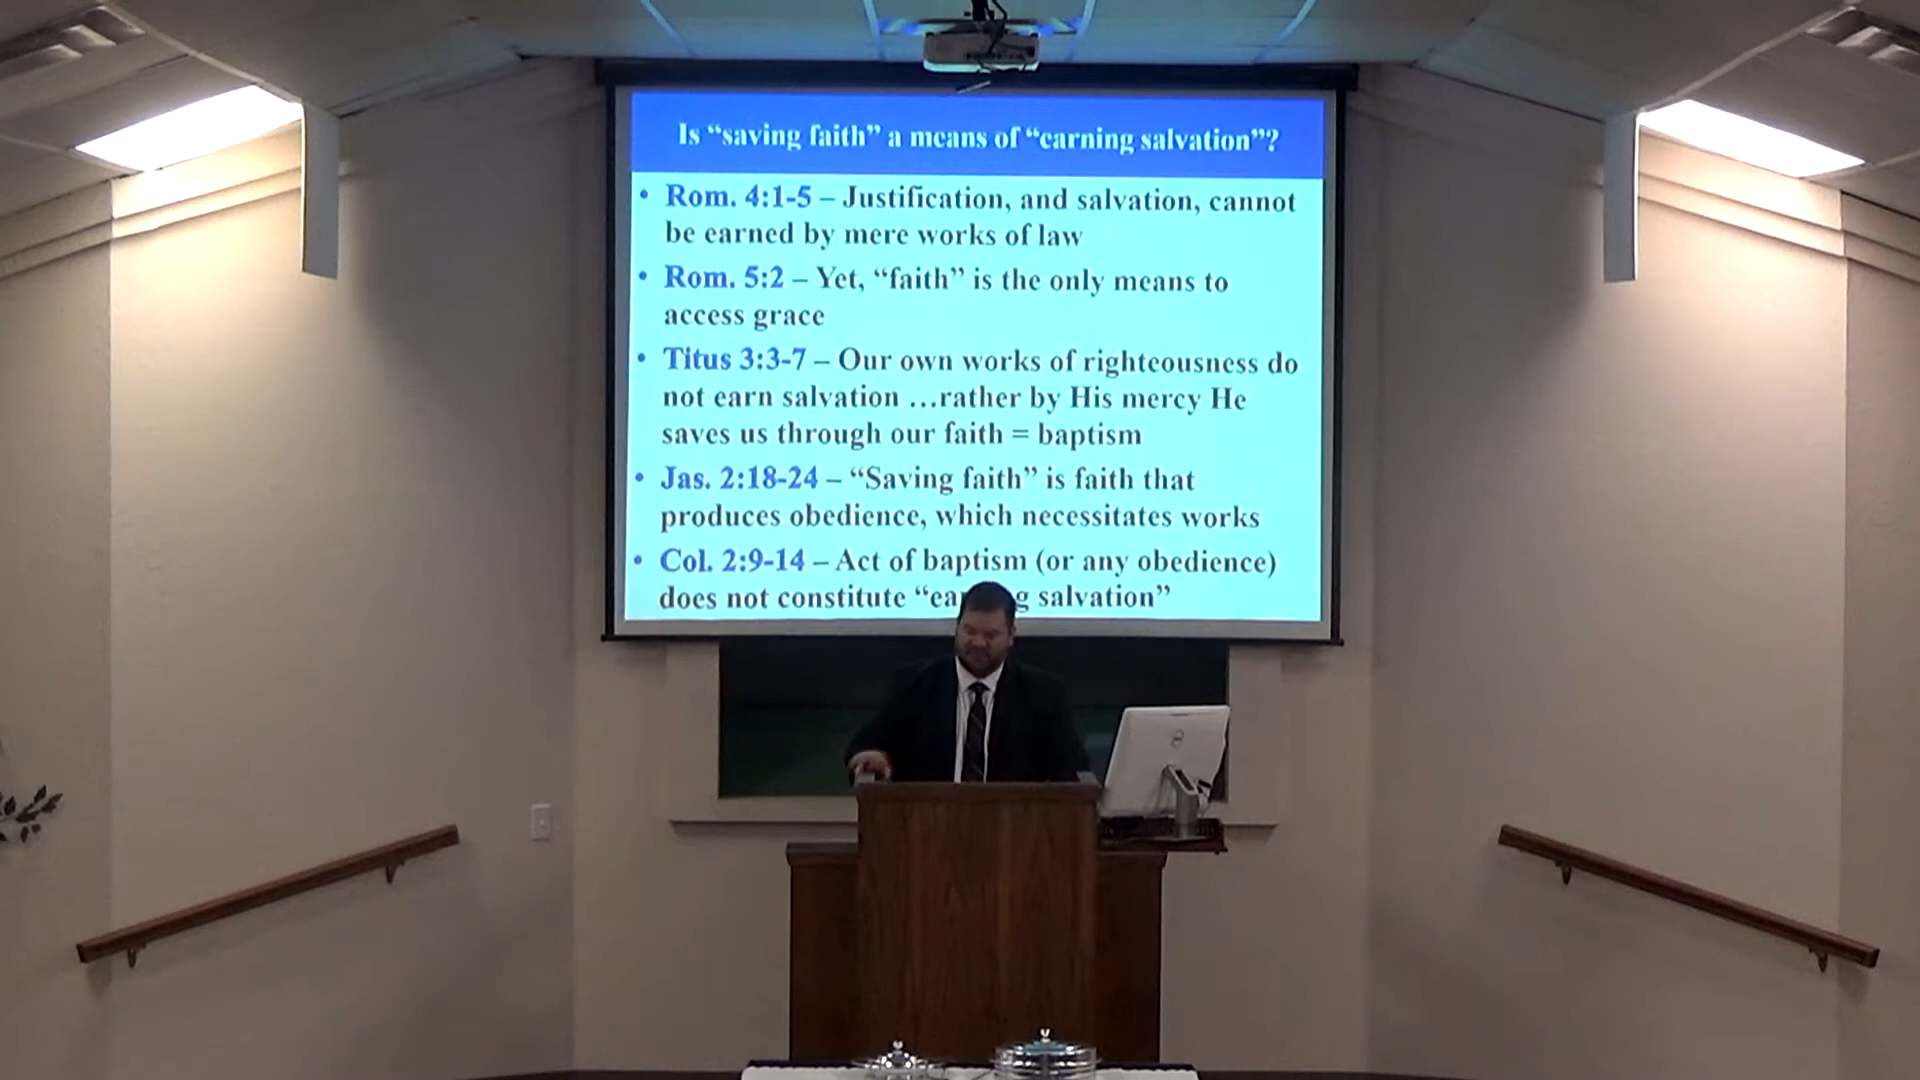 Is “saving faith” a means of “earning salvation”?
• Rom. 4:1-5 – Justification, and salvation, cannot
be earned by mere works of law
• Rom. 5:2 – Yet, “faith” is the only means to
access grace
• Titus 3:3-7 – Our own works of righteousness do
not earn salvation …rather by His mercy He
saves us through our faith = baptism
• Jas. 2:18-24 – “Saving faith” is faith that
produces obedience, which necessitates works
• Col. 2:9-14 – Act of baptism (or any obedience)
does not constitute salvation”